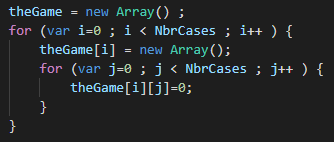 theGame = new Array() ;
for (var i=0 ; i < NbrCases ; i++ ) {
    theGame[i] = new Array();
    for (var j=0 ; j < NbrCases ; j++ ) {
        theGame[i][j]=0;
    }
}